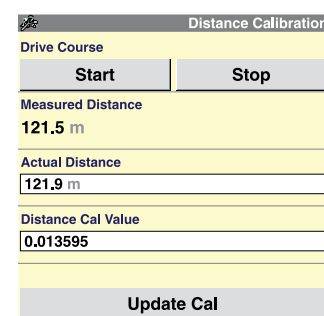 Distance Calibration
Drive Course
Start Stop
Measured Distance
121.5 m
Actual Distance
121.9 m
Distance Cal Value
0.013595
Update Cal